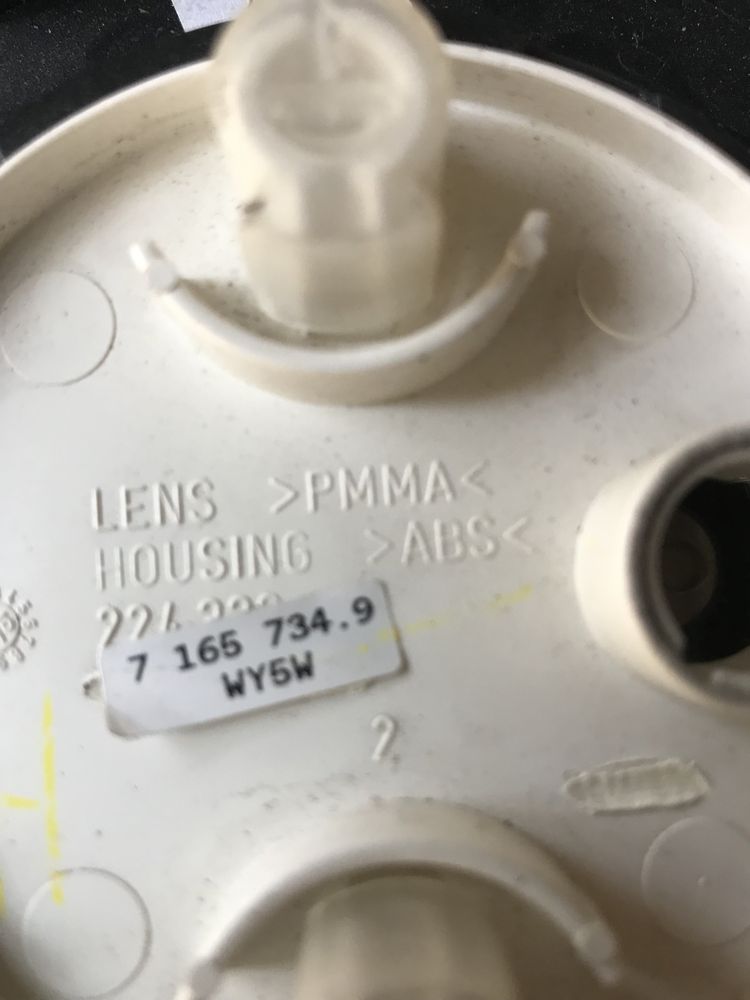 LENS >PMMA<
HOUSING >ABS<
7 165 734.9
WY5W
2